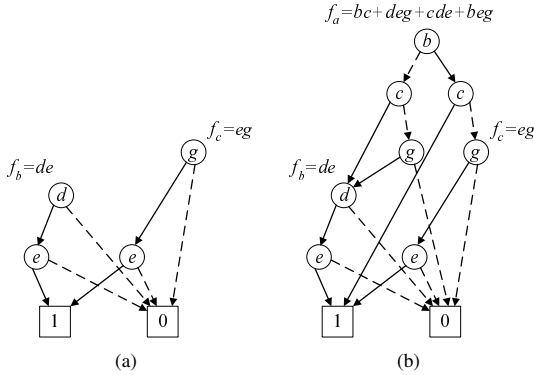 f_a=bc+deg+cde+beg
b
c c
f_c=eg f_c=eg
g g g
f_b=de f_b=de
d d
e e e e
1 0 1 0
(a) (b)